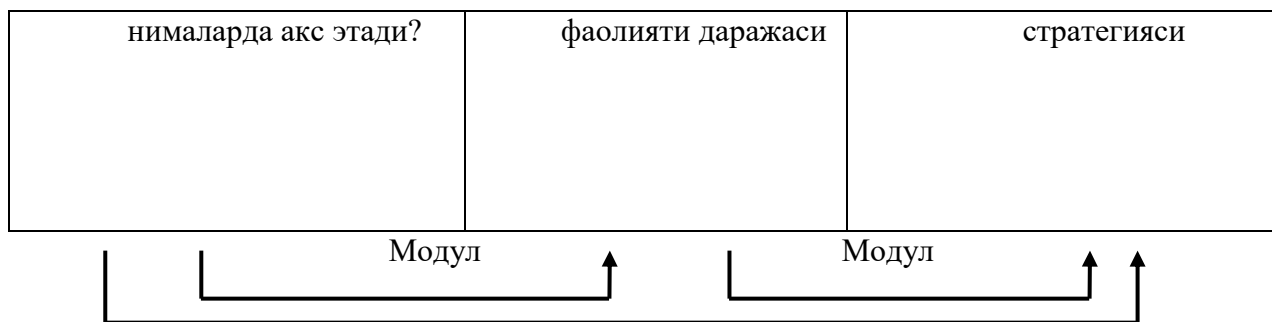 нималарда акс этади? фаолияти даражаси стратегияси
Модул Модул